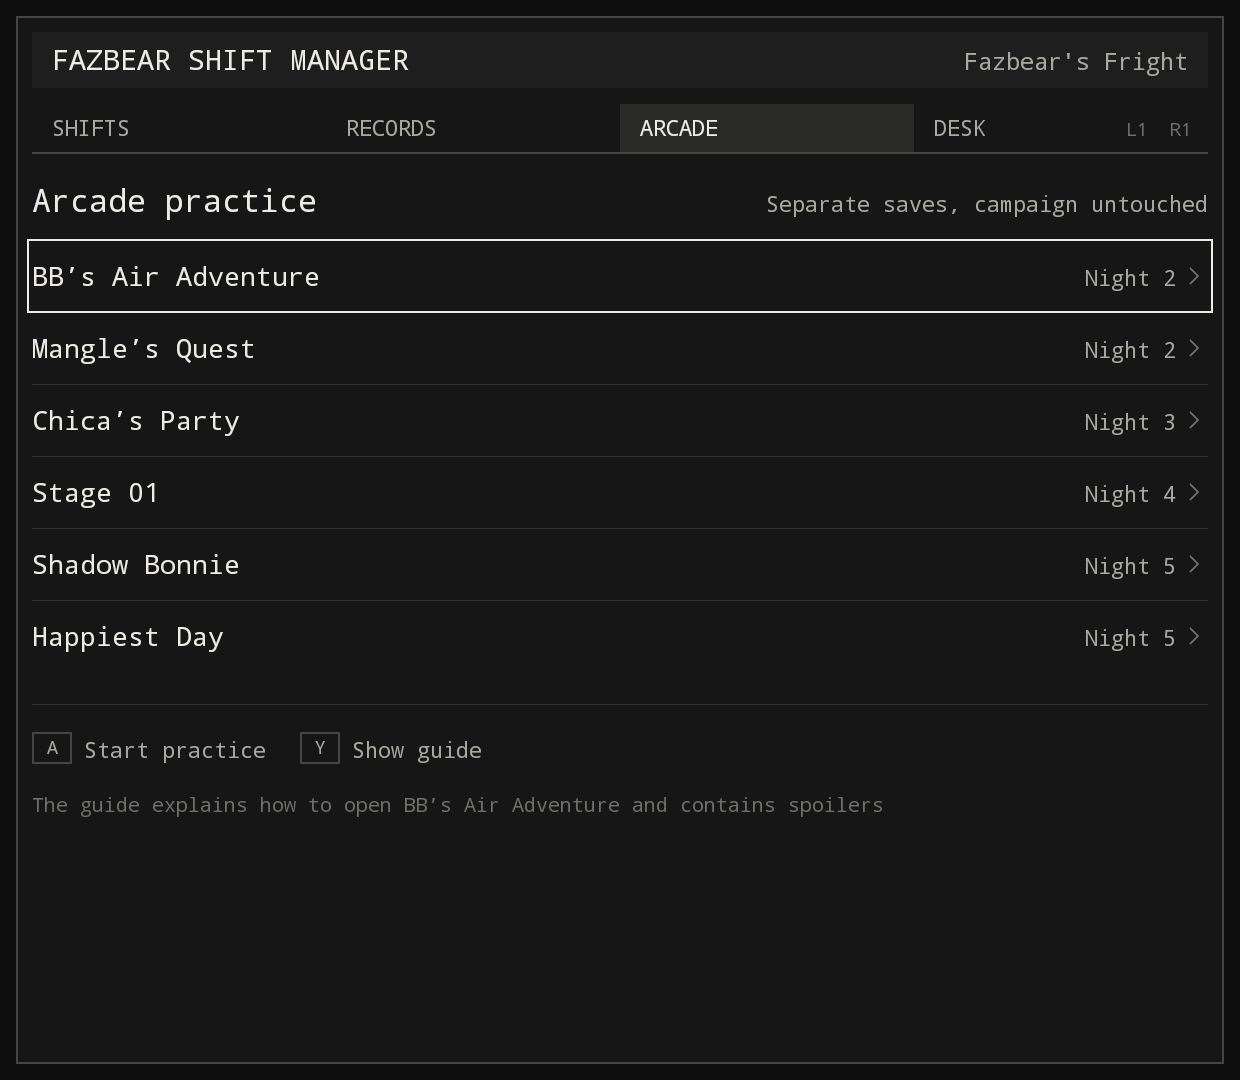 FAZBEAR SHIFT MANAGER Fazbear's Fright
SHIFTS RECORDS ARCADE DESK L1 R1
Arcade practice Separate saves, campaign untouched
BB’s Air Adventure Night 2
Mangle’s Quest Night 2
Chica’s Party Night 3
Stage 01 Night 4
Shadow Bonnie Night 5
Happiest Day Night 5
A Start practice Y Show guide
The guide explains how to open BB’s Air Adventure and contains spoilers